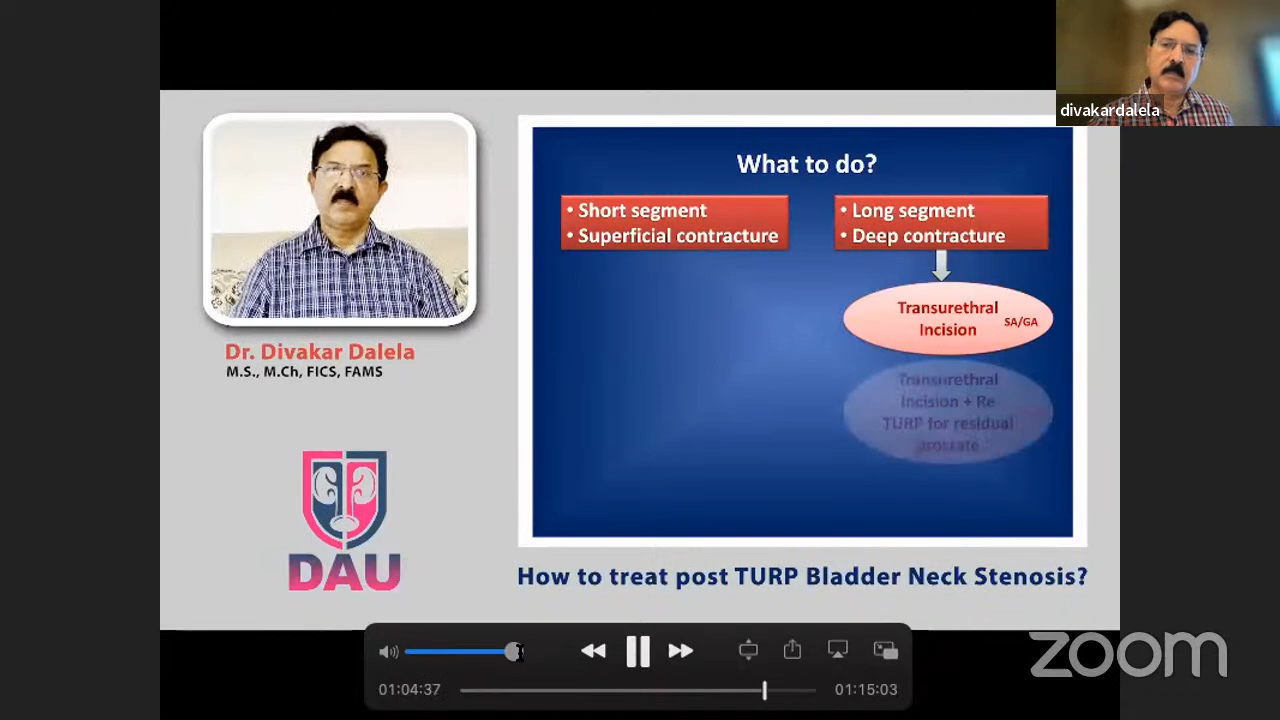 divakardalela
What to do?
• Short segment
• Superficial contracture
• Long segment
• Deep contracture
Transurethral
Incision SA/GA
Transurethral
Incision + Re
TURP for residual
prostate
Dr. Divakar Dalela
M.S., M.Ch, FICS, FAMS
DAU
How to treat post TURP Bladder Neck Stenosis?
zoom
01:04:37
01:15:03